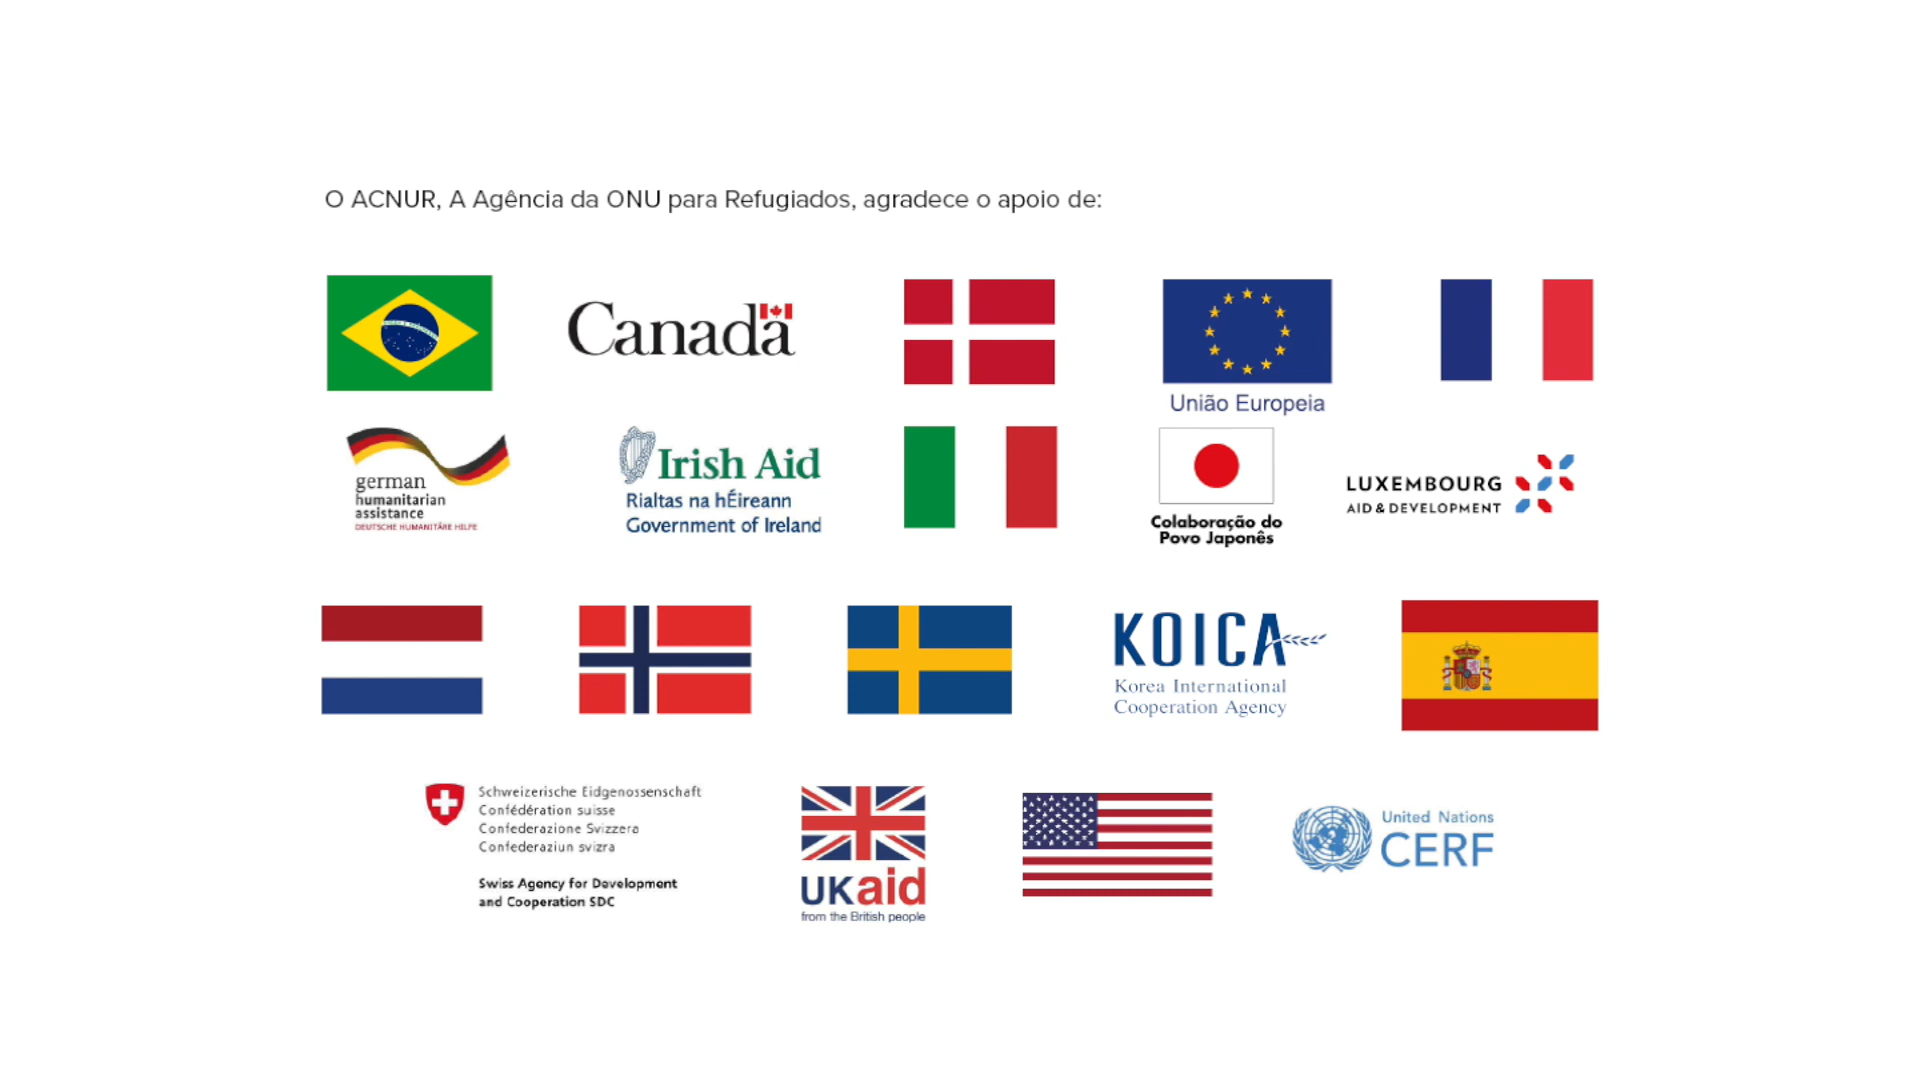 O ACNUR, A Agência da ONU para Refugiados, agradece o apoio de:
Canada
União Europeia
german
humanitarian
assistance
DEUTSCHE HUMANITÄRE HILFE
Irish Aid
Rialtas na hÉireann
Government of Ireland
Colaboração do
Povo Japonês
LUXEMBOURG
AID & DEVELOPMENT
KOICA
Korea International
Cooperation Agency
Schweizerische Eidgenossenschaft
Confédération suisse
Confederazione Svizzera
Confederaziun svizra
Swiss Agency for Development
and Cooperation SDC
UKaid
from the British people
United Nations
CERF